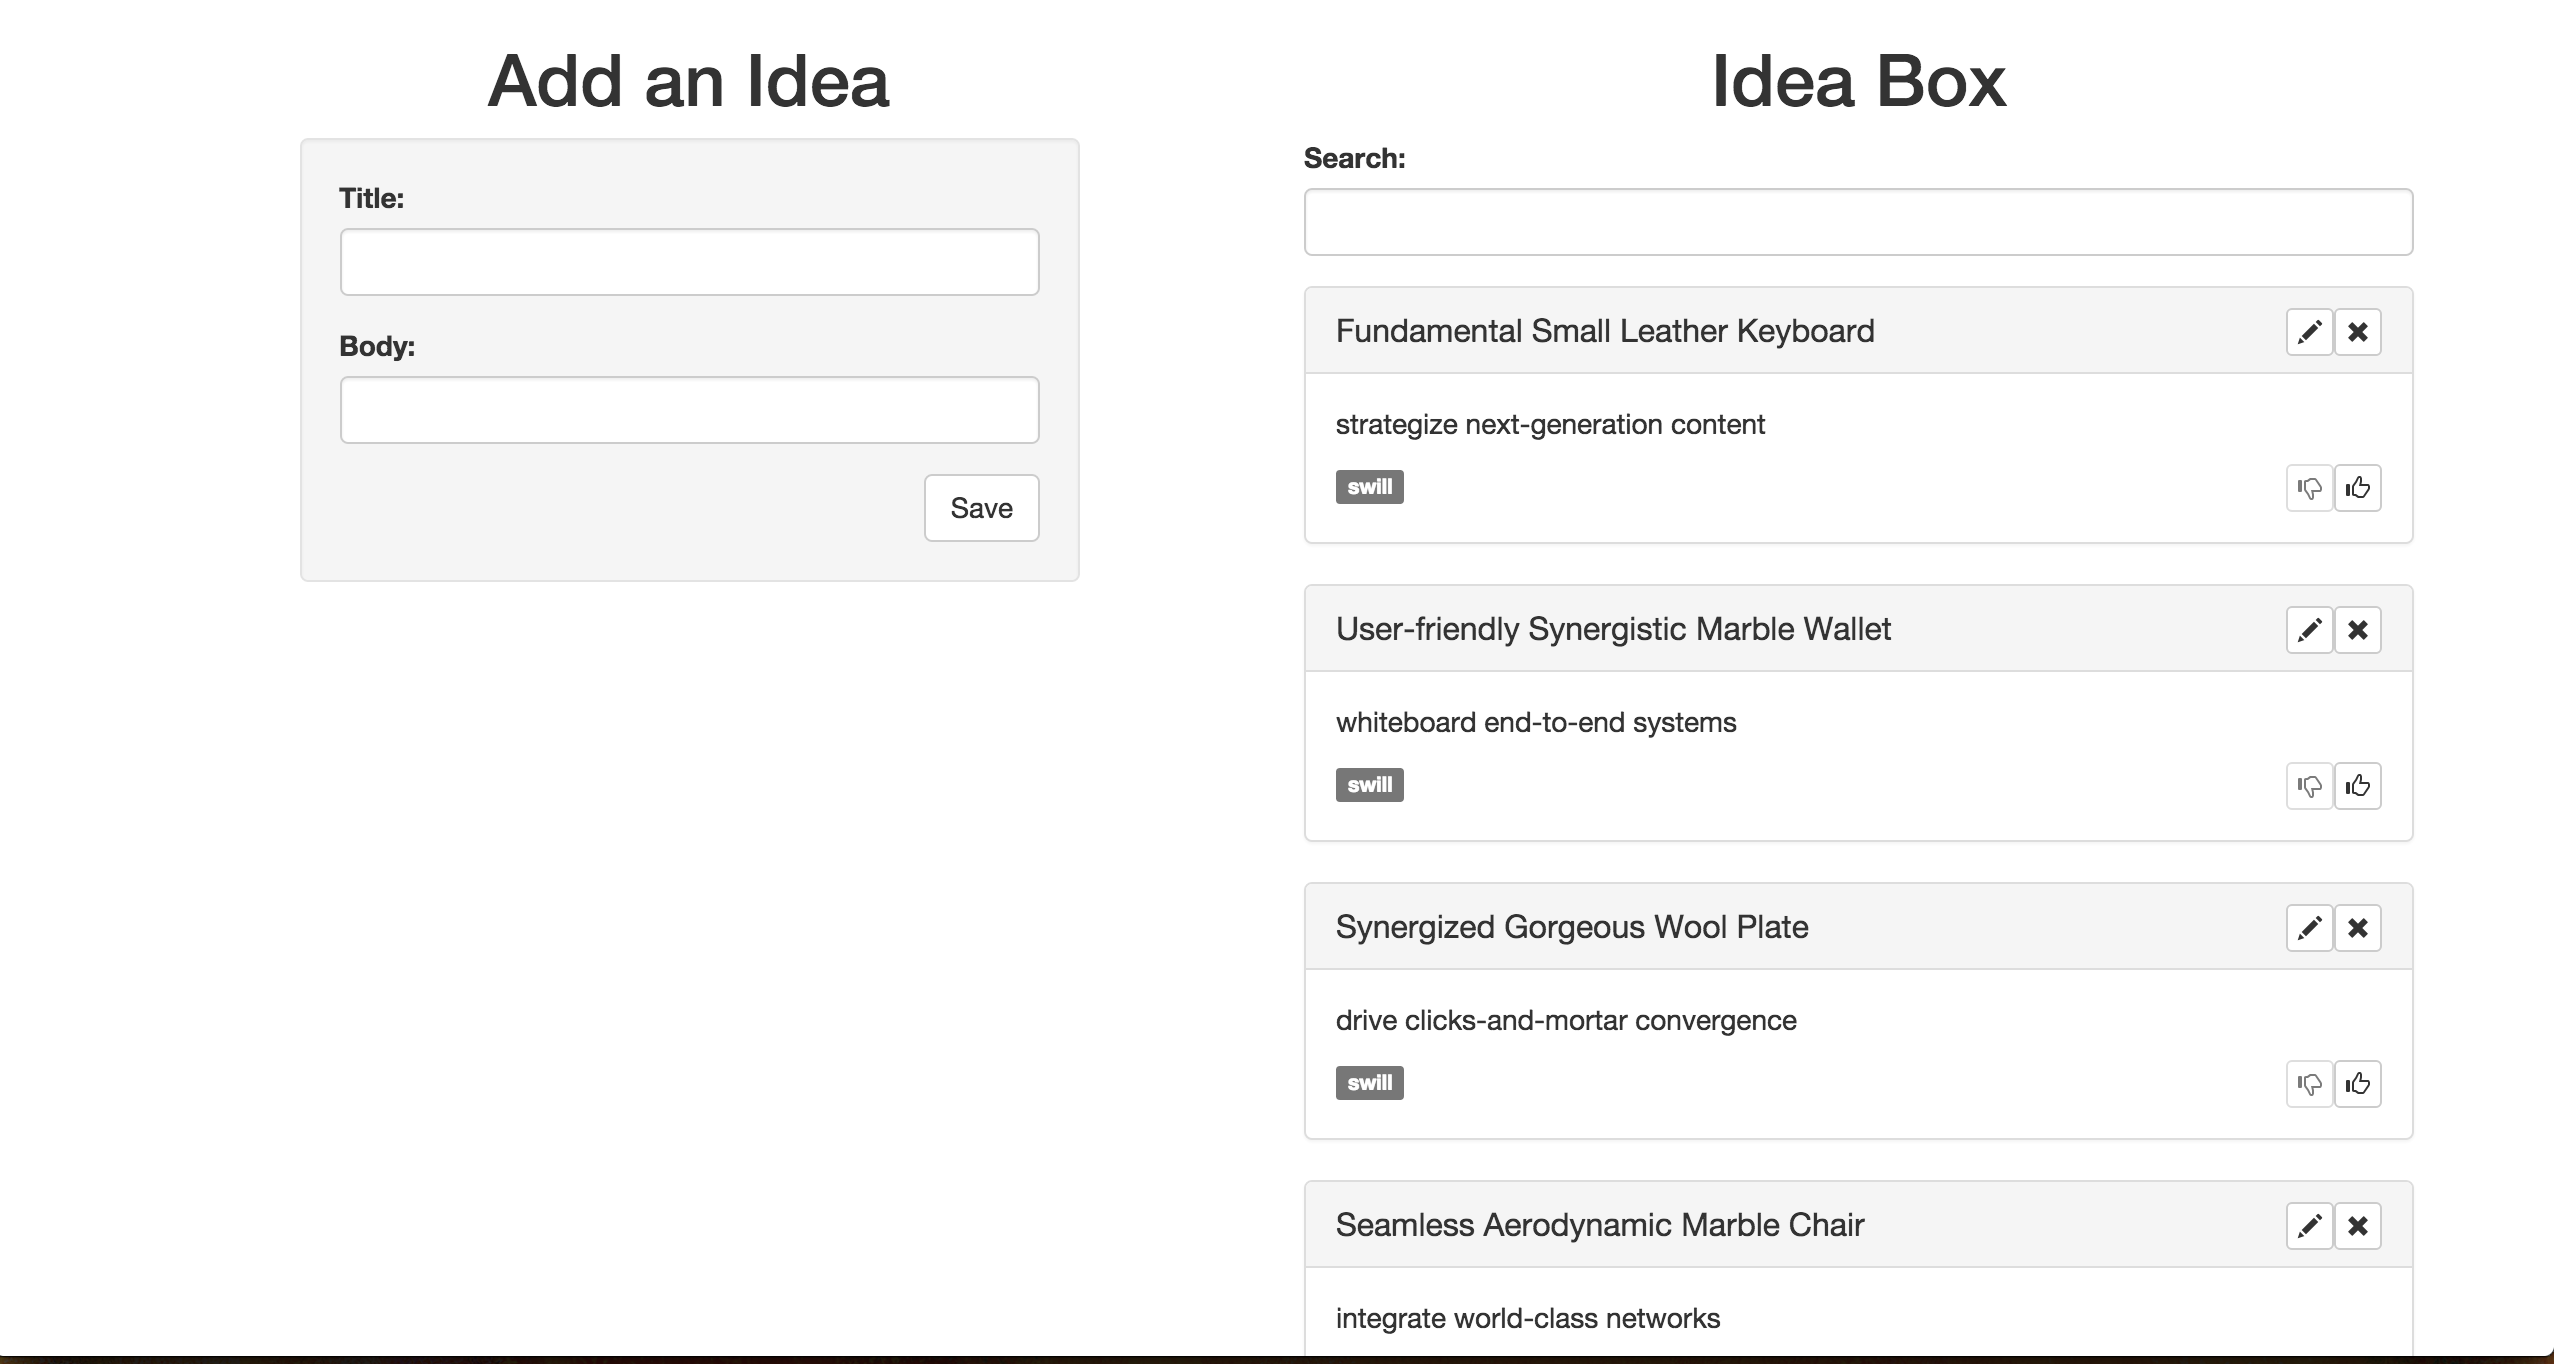 Add an Idea
Title:
Body:
Save
Idea Box
Search:
Fundamental Small Leather Keyboard
strategize next-generation content
swill
User-friendly Synergistic Marble Wallet
whiteboard end-to-end systems
swill
Synergized Gorgeous Wool Plate
drive clicks-and-mortar convergence
swill
Seamless Aerodynamic Marble Chair
integrate world-class networks